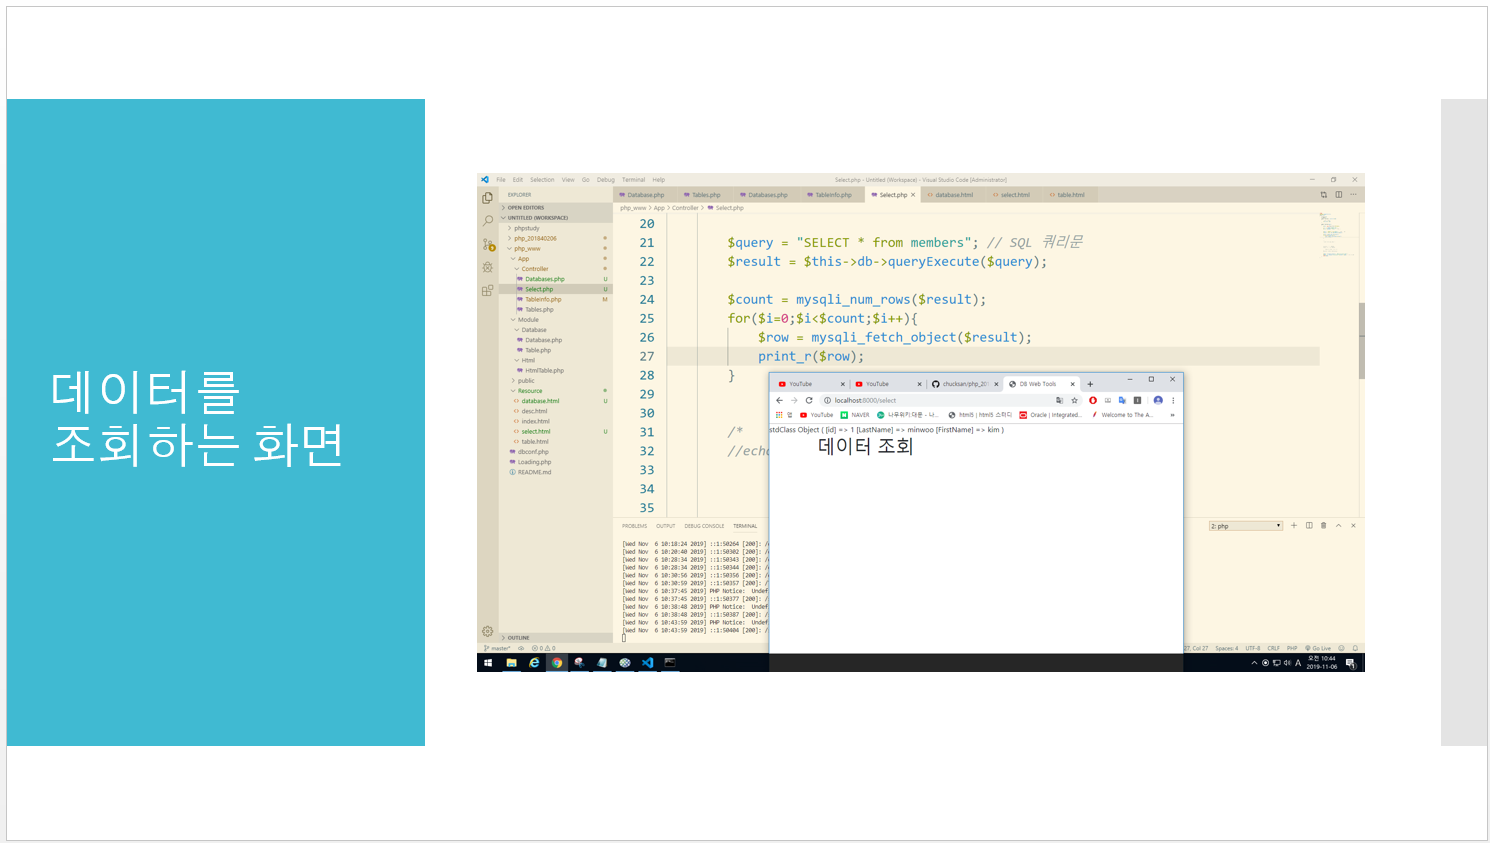 데이터를
조회하는 화면
File Edit Selection View Go Debug Terminal Help
Select.php - Untitled (Workspace) - Visual Studio Code [Administrator]
EXPLORER
OPEN EDITORS
UNTITLED (WORKSPACE)
phpstudy
php_201840206
php_www
App
Controller
Databases.php U
Select.php U
TableInfo.php M
Tables.php
Module
Database
Database.php
Table.php
Html
HtmlTable.php
public
Resource
database.html U
desc.html
index.html
select.html U
table.html
dbconf.php
Loading.php
README.md
OUTLINE
Database.php Tables.php Databases.php TableInfo.php Select.php database.html select.html table.html
php_www > App > Controller > Select.php
20
21 $query = "SELECT * from members"; // SQL 쿼리문
22 $result = $this->db->queryExecute($query);
23
24 $count = mysqli_num_rows($result);
25 for($i=0;$i<$count;$i++){
26 $row = mysqli_fetch_object($result);
27 print_r($row);
28 }
29
30
31 /*
32 //echo
33
34
35
YouTube YouTube chucksan/php_20 DB Web Tools
localhost:8000/select
앱 YouTube NAVER 나무위키:대문 - 나... html5 | html5 스터디 Oracle | Integrated... Welcome to The A... »
stdClass Object ( [id] => 1 [LastName] => minwoo [FirstName] => kim )
데이터 조회
PROBLEMS OUTPUT DEBUG CONSOLE TERMINAL
2: php
[Wed Nov 6 10:18:24 2019] ::1:50264 [200]: /
[Wed Nov 6 10:20:40 2019] ::1:50302 [200]: /
[Wed Nov 6 10:28:34 2019] ::1:50343 [200]: /
[Wed Nov 6 10:28:34 2019] ::1:50344 [200]: /
[Wed Nov 6 10:30:56 2019] ::1:50356 [200]: /
[Wed Nov 6 10:30:59 2019] ::1:50357 [200]: /
[Wed Nov 6 10:37:45 2019] PHP Notice: Undef
[Wed Nov 6 10:37:45 2019] ::1:50377 [200]: /
[Wed Nov 6 10:38:48 2019] PHP Notice: Undef
[Wed Nov 6 10:38:48 2019] ::1:50387 [200]: /
[Wed Nov 6 10:43:59 2019] PHP Notice: Undef
[Wed Nov 6 10:43:59 2019] ::1:50404 [200]: /
master* 0 0
27, Col 27 Spaces: 4 UTF-8 CRLF PHP Go Live
A 오전 10:44
2019-11-06